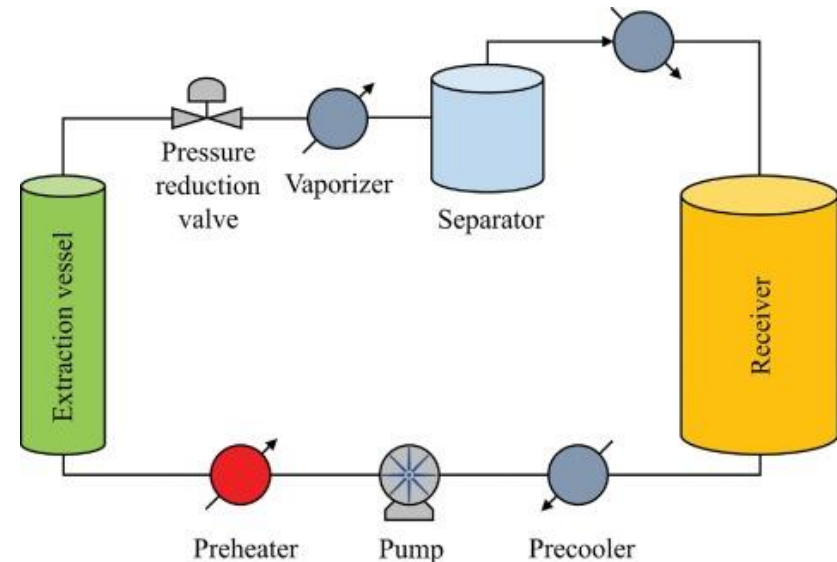 Pressure
reduction
valve
Vaporizer
Separator
Extraction vessel
Receiver
Preheater
Pump
Precooler